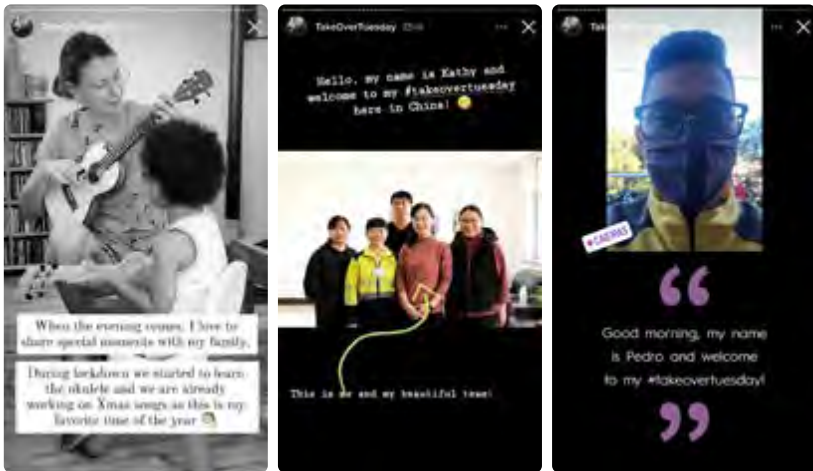 When the evening comes, I love to
share special moments with my family.
During lockdown we started to learn
the ukulele and we are already
working on Xmas songs as this is my
favorite time of the year
TakeOverTuesday
Hello, my name is Kathy and
welcome to my #takeovertuesday
here in China!
This is me and my beautiful team!
#CAENAS
“
Good morning, my name
is Pedro and welcome
to my #takeovertuesday!
”